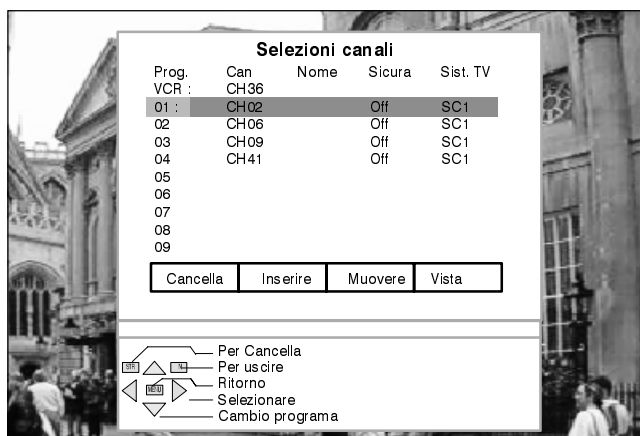 Selezioni canali
Prog. Can Nome Sicura Sist. TV
VCR : CH36
01 : CH02 Off SC1
02 CH06 Off SC1
03 CH09 Off SC1
04 CH41 Off SC1
05
06
07
08
09
Cancella Inserire Muovere Vista
Per Cancella
STR N Per uscire
MENU Ritorno
Selezionare
Cambio programa